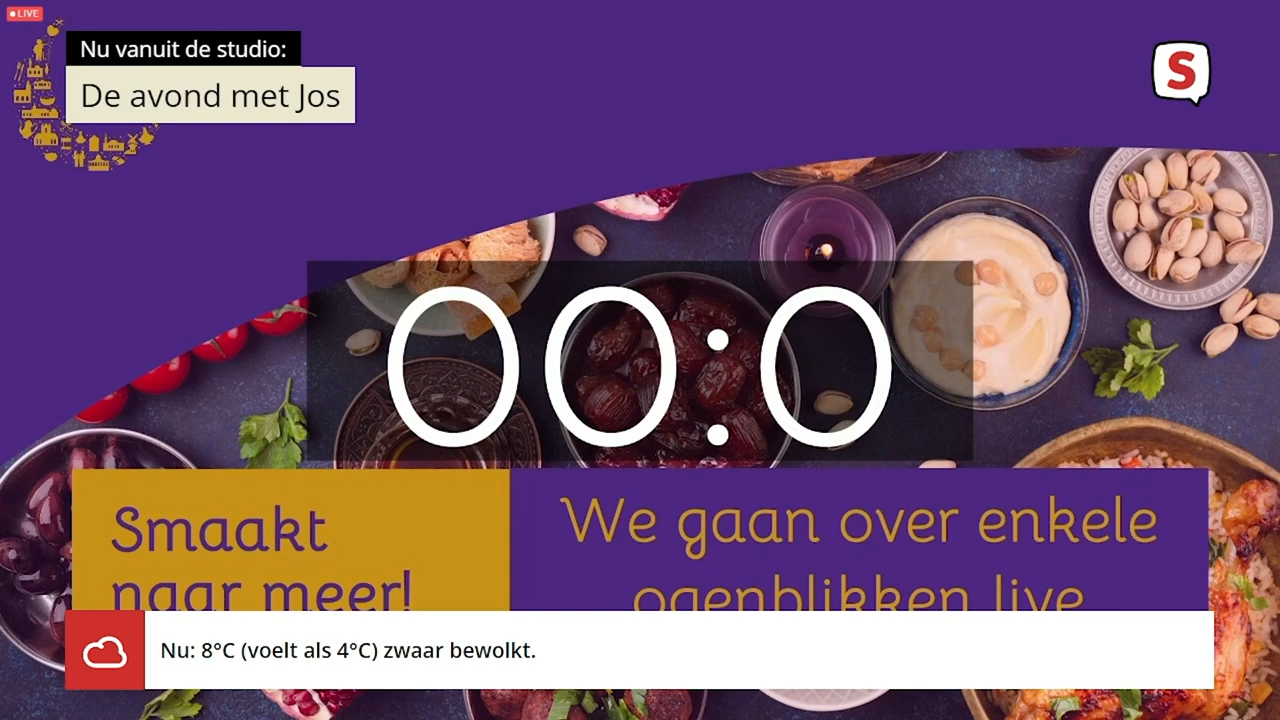 LIVE
Nu vanuit de studio:
De avond met Jos
S
00:0
Smaakt
naar meer!
We gaan over enkele
ogenblikken live
Nu: 8°C (voelt als 4°C) zwaar bewolkt.